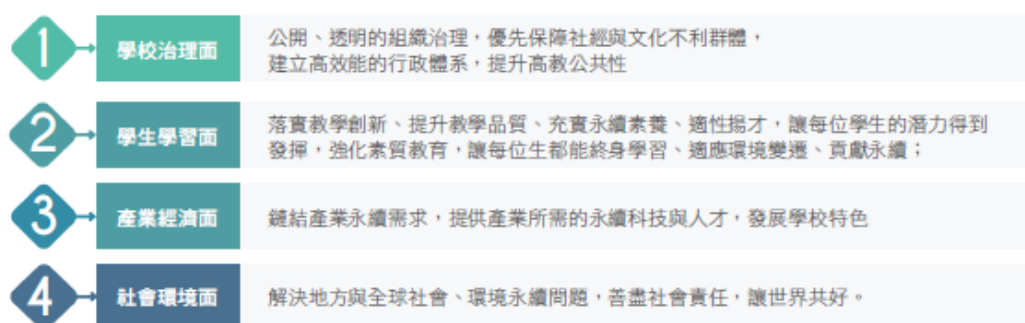 1
學校治理面
公開、透明的組織治理，優先保障社經與文化不利群體，
建立高效能的行政體系，提升高教公共性
2
學生學習面
落實教學創新、提升教學品質、充實永續素養、適性揚才，讓每位學生的潛力得到
發揮，強化素質教育，讓每位生都能終身學習、適應環境變遷、貢獻永續；
3
產業經濟面
鏈結產業永續需求，提供產業所需的永續科技與人才，發展學校特色
4
社會環境面
解決地方與全球社會、環境永續問題，善盡社會責任，讓世界共好。